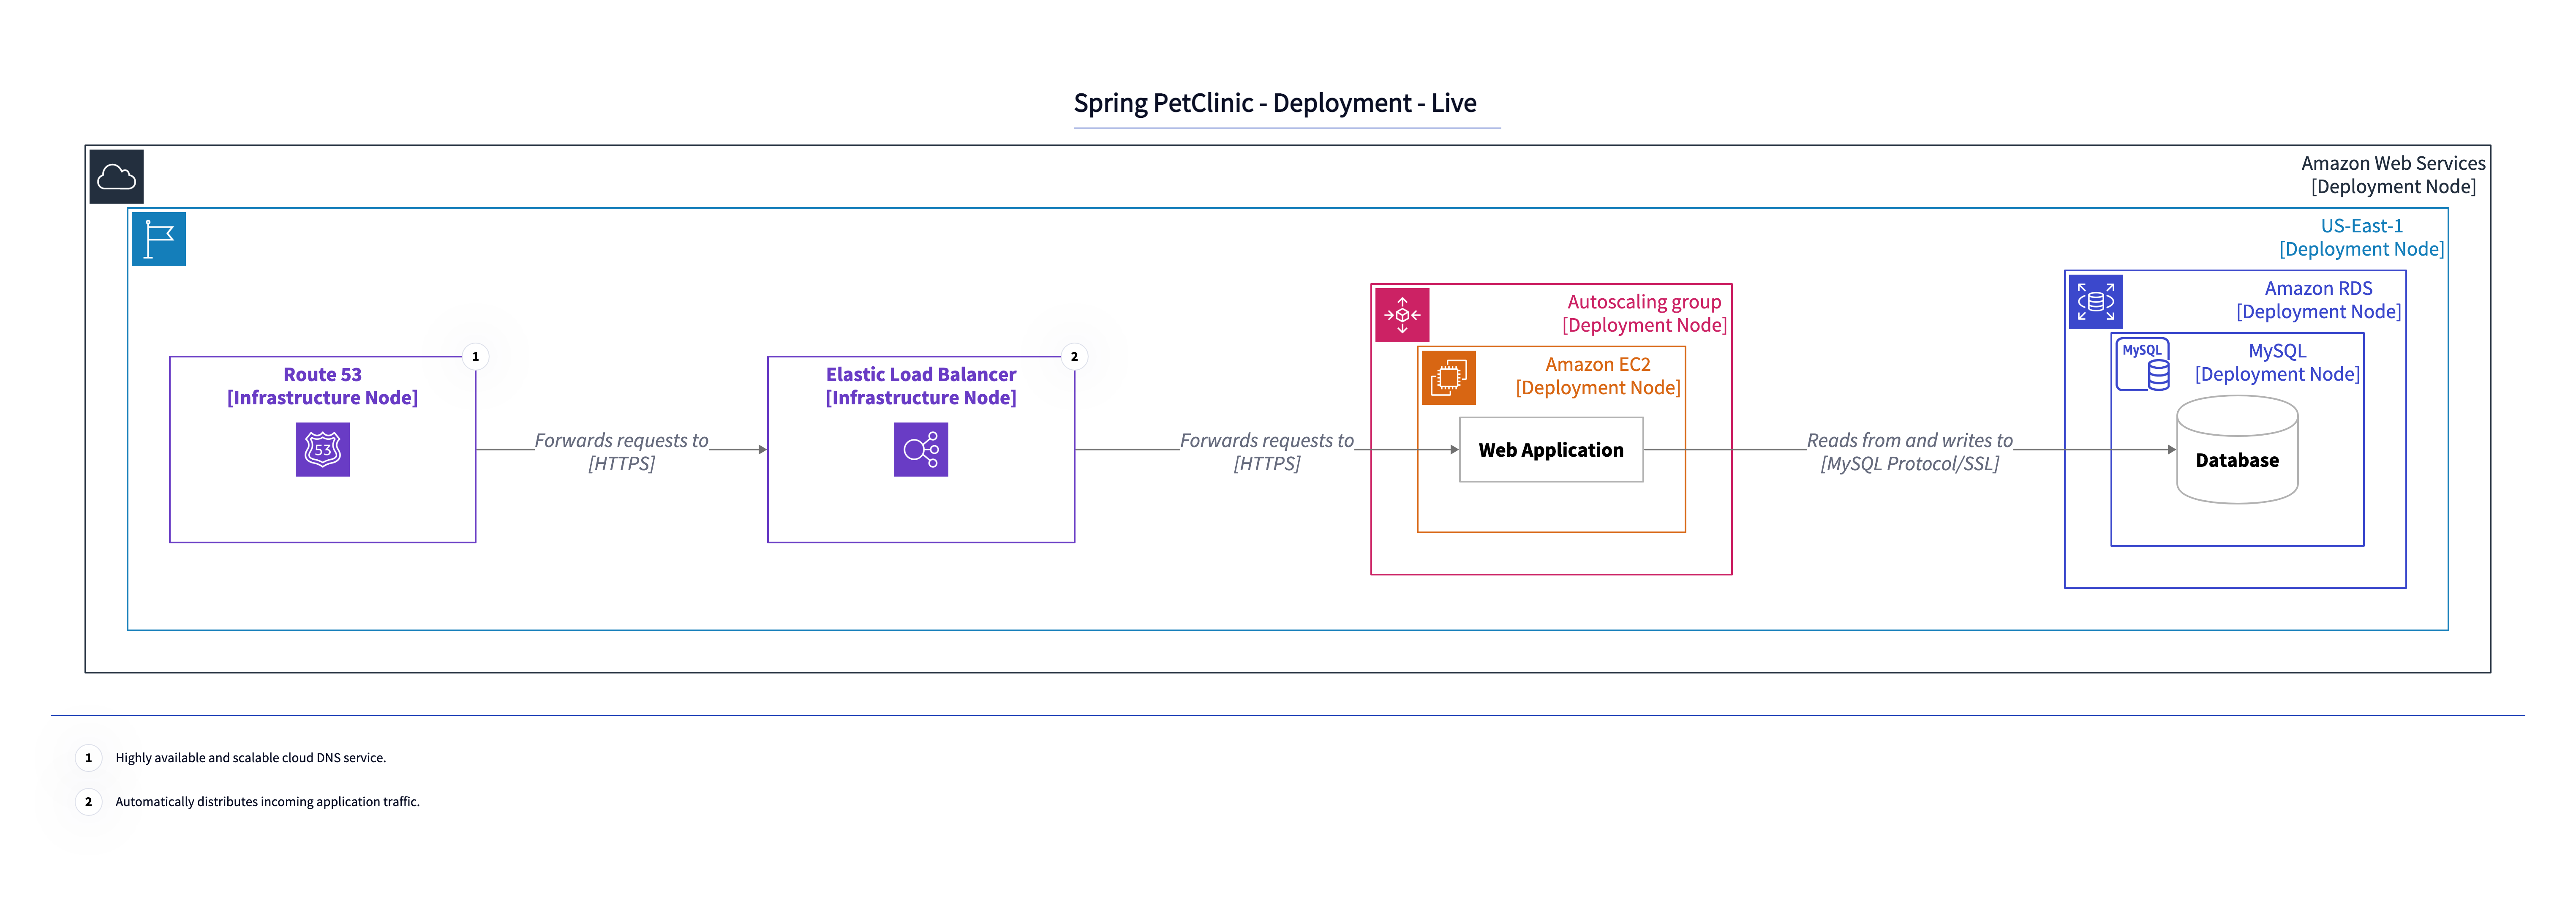 Spring PetClinic - Deployment - Live
Amazon Web Services
[Deployment Node]
US-East-1
[Deployment Node]
Route 53
[Infrastructure Node]
53
1
Forwards requests to
[HTTPS]
Elastic Load Balancer
[Infrastructure Node]
2
Forwards requests to
[HTTPS]
Autoscaling group
[Deployment Node]
Amazon EC2
[Deployment Node]
Web Application
Reads from and writes to
[MySQL Protocol/SSL]
Amazon RDS
[Deployment Node]
MySQL
MySQL
[Deployment Node]
Database
1 Highly available and scalable cloud DNS service.
2 Automatically distributes incoming application traffic.